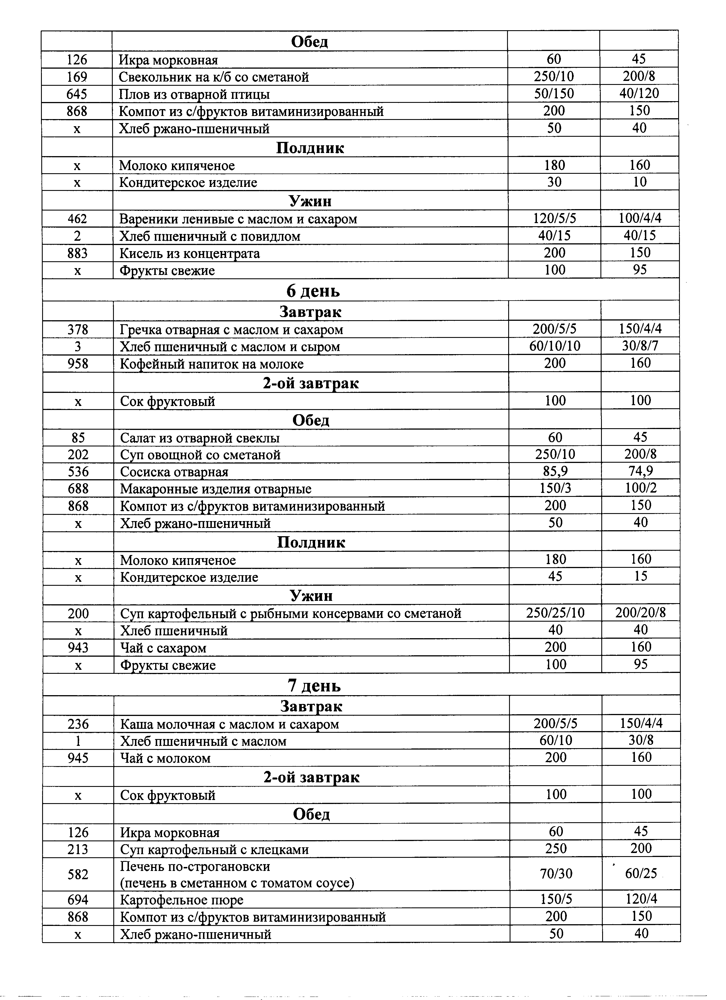 Обед
126 Икра морковная 60 45
169 Свекольник на к/б со сметаной 250/10 200/8
645 Плов из отварной птицы 50/150 40/120
868 Компот из с/фруктов витаминизированный 200 150
х Хлеб ржано-пшеничный 50 40
Полдник
х Молоко кипяченое 180 160
х Кондитерское изделие 30 10
Ужин
462 Вареники ленивые с маслом и сахаром 120/5/5 100/4/4
2 Хлеб пшеничный с повидлом 40/15 40/15
883 Кисель из концентрата 200 150
х Фрукты свежие 100 95
6 день
Завтрак
378 Гречка отварная с маслом и сахаром 200/5/5 150/4/4
3 Хлеб пшеничный с маслом и сыром 60/10/10 30/8/7
958 Кофейный напиток на молоке 200 160
2-ой завтрак
х Сок фруктовый 100 100
Обед
85 Салат из отварной свеклы 60 45
202 Суп овощной со сметаной 250/10 200/8
536 Сосиска отварная 85,9 74,9
688 Макаронные изделия отварные 150/3 100/2
868 Компот из с/фруктов витаминизированный 200 150
х Хлеб ржано-пшеничный 50 40
Полдник
х Молоко кипяченое 180 160
х Кондитерское изделие 45 15
Ужин
200 Суп картофельный с рыбными консервами со сметаной 250/25/10 200/20/8
х Хлеб пшеничный 40 40
943 Чай с сахаром 200 160
х Фрукты свежие 100 95
7 день
Завтрак
236 Каша молочная с маслом и сахаром 200/5/5 150/4/4
1 Хлеб пшеничный с маслом 60/10 30/8
945 Чай с молоком 200 160
2-ой завтрак
х Сок фруктовый 100 100
Обед
126 Икра морковная 60 45
213 Суп картофельный с клецками 250 200
582 Печень по-строгановски 70/30 60/25
(печень в сметанном с томатом соусе)
694 Картофельное пюре 150/5 120/4
868 Компот из с/фруктов витаминизированный 200 150
х Хлеб ржано-пшеничный 50 40